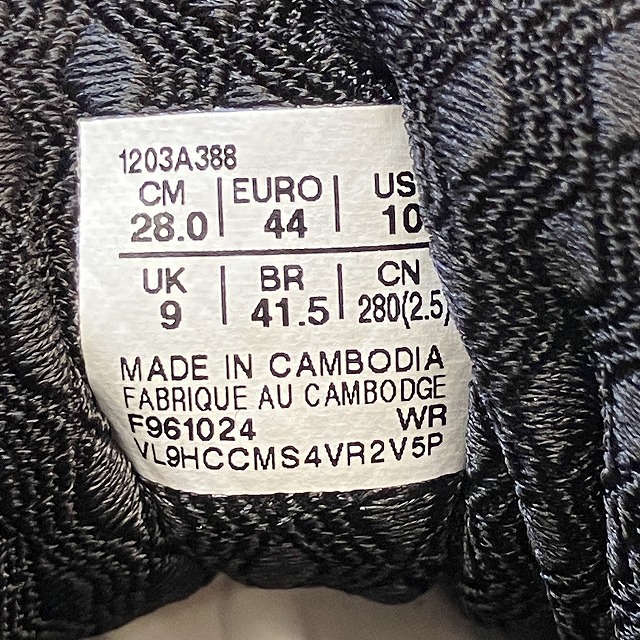 1203A388
CM | EURO | US
28.0 | 44 | 10
UK | BR | CN
9 | 41.5 | 280(2.5)
MADE IN CAMBODIA
FABRIQUE AU CAMBODGE
F961024 WR
VL9HCCMS4VR2V5P